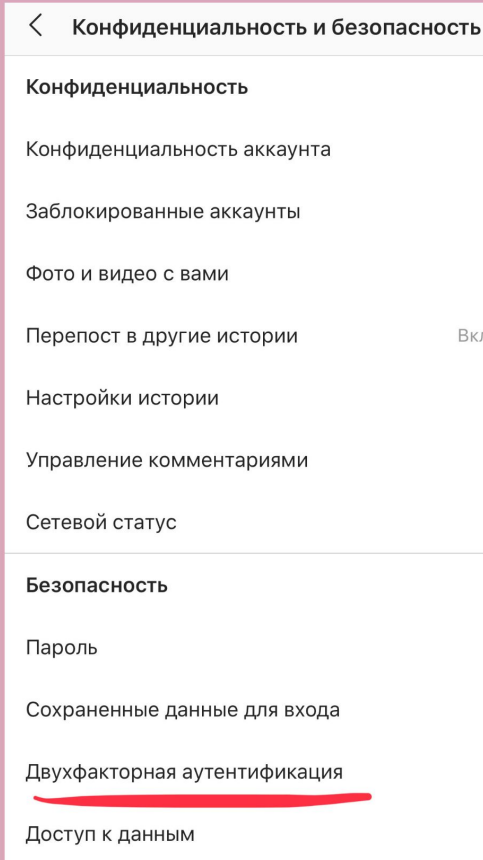 Конфиденциальность и безопасность
Конфиденциальность
Конфиденциальность аккаунта
Заблокированные аккаунты
Фото и видео с вами
Перепост в другие истории Вкл
Настройки истории
Управление комментариями
Сетевой статус
Безопасность
Пароль
Сохраненные данные для входа
Двухфакторная аутентификация
Доступ к данным